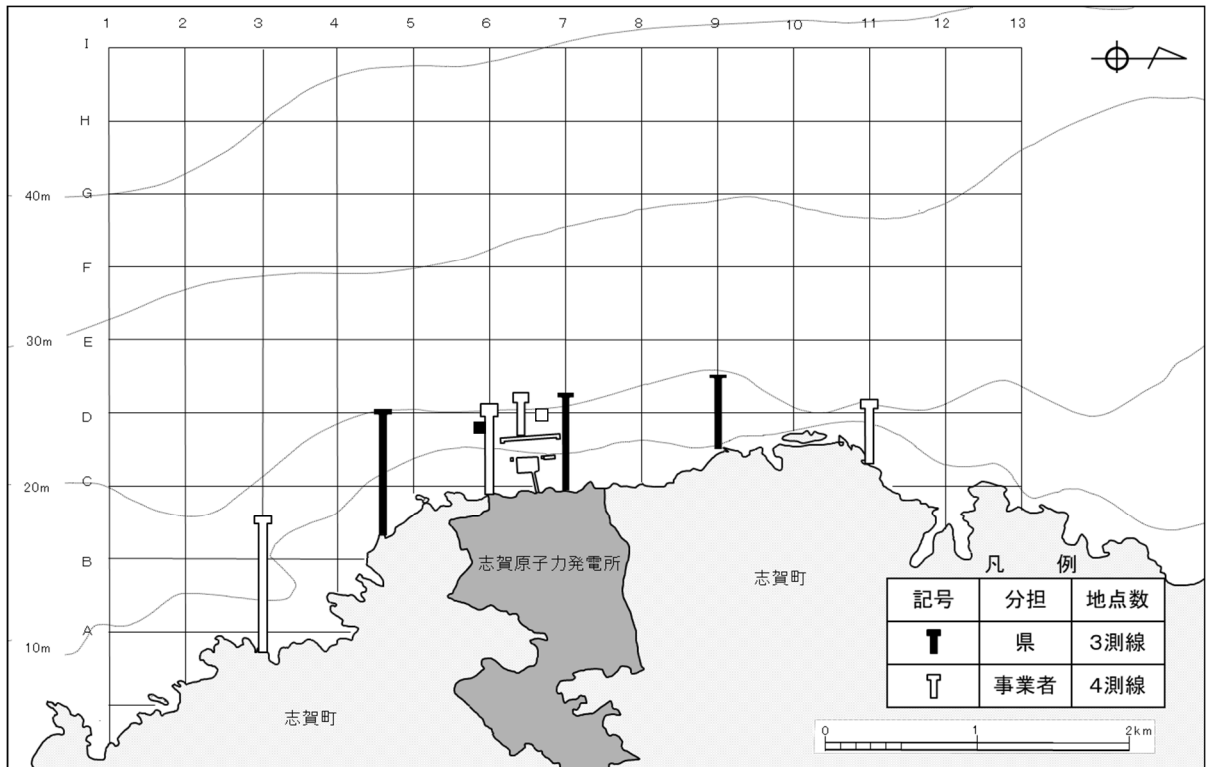 1 2 3 4 5 6 7 8 9 10 11 12 13
I
H
40m G
F
30m E
D
20m C
B
10m A
志賀原子力発電所
志賀町
志賀町
凡 例
記号 分担 地点数
県 3測線
事業者 4測線
0 1 2km